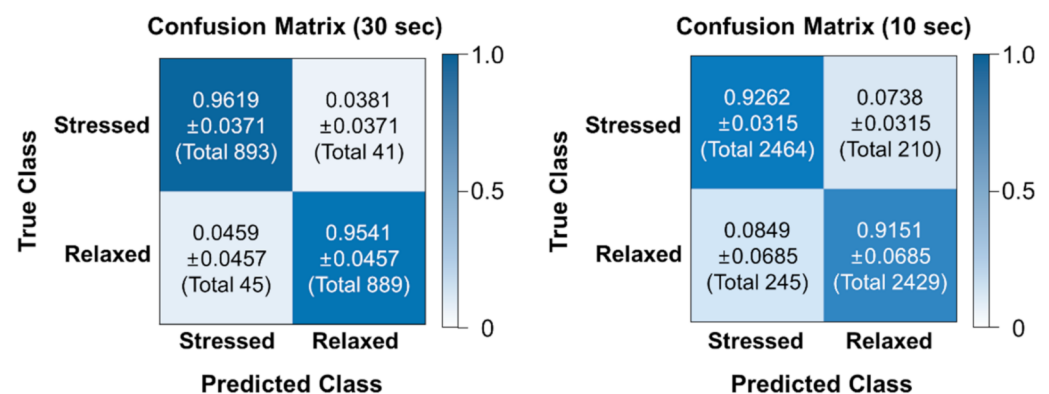 Confusion Matrix (30 sec)
True Class
Stressed
Relaxed
0.9619
±0.0371
(Total 893)
0.0381
±0.0371
(Total 41)
0.0459
±0.0457
(Total 45)
0.9541
±0.0457
(Total 889)
1.0
0.5
0
Stressed
Relaxed
Predicted Class
Confusion Matrix (10 sec)
True Class
Stressed
Relaxed
0.9262
±0.0315
(Total 2464)
0.0738
±0.0315
(Total 210)
0.0849
±0.0685
(Total 245)
0.9151
±0.0685
(Total 2429)
1.0
0.5
0
Stressed
Relaxed
Predicted Class